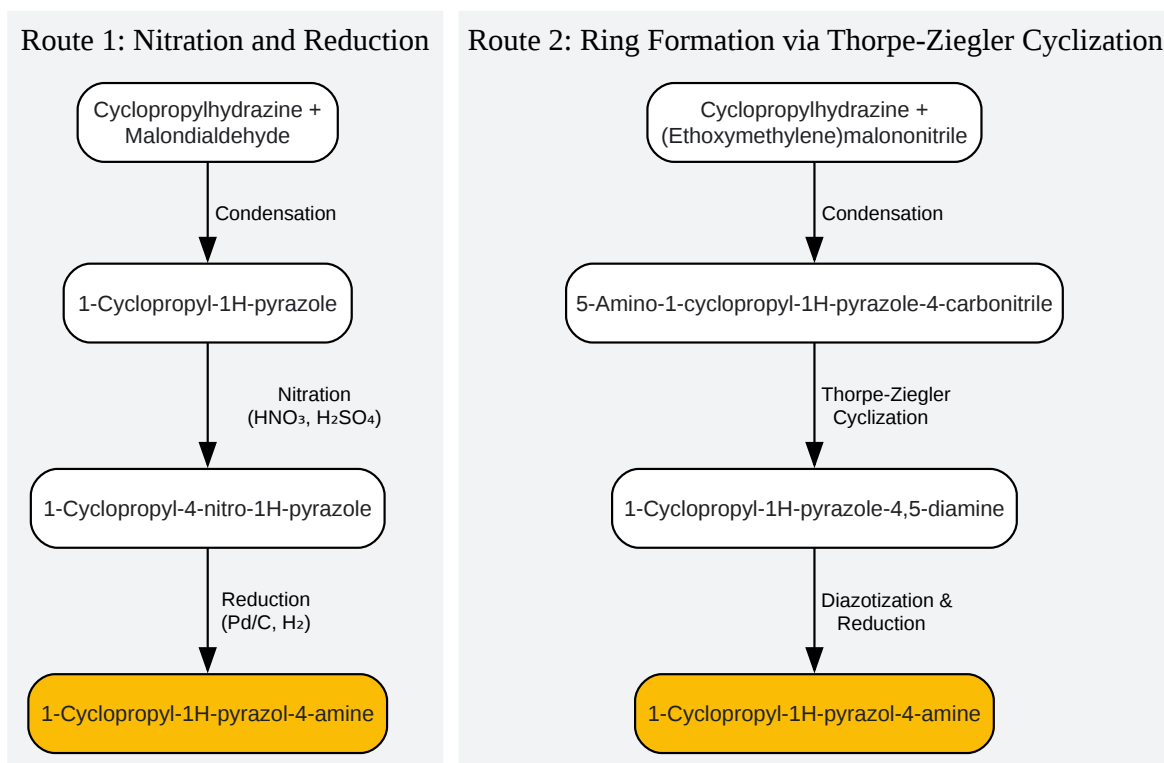 Route 1: Nitration and Reduction
Cyclopropylhydrazine +
Malondialdehyde
Condensation
1-Cyclopropyl-1H-pyrazole
Nitration
(HNO₃, H₂SO₄)
1-Cyclopropyl-4-nitro-1H-pyrazole
Reduction
(Pd/C, H₂)
1-Cyclopropyl-1H-pyrazol-4-amine
Route 2: Ring Formation via Thorpe-Ziegler Cyclization
Cyclopropylhydrazine +
(Ethoxymethylene)malononitrile
Condensation
5-Amino-1-cyclopropyl-1H-pyrazole-4-carbonitrile
Thorpe-Ziegler
Cyclization
1-Cyclopropyl-1H-pyrazole-4,5-diamine
Diazotization &
Reduction
1-Cyclopropyl-1H-pyrazol-4-amine